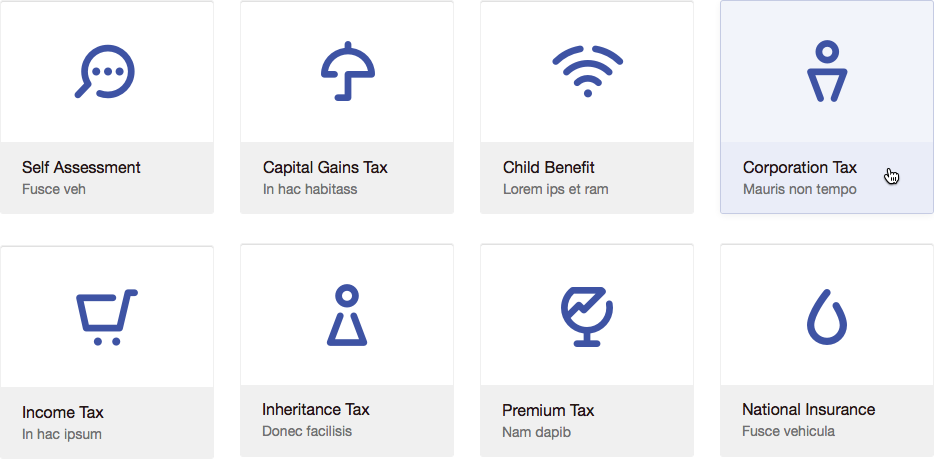 Self Assessment
Fusce veh
Capital Gains Tax
In hac habitass
Child Benefit
Lorem ips et ram
Corporation Tax
Mauris non tempo
Income Tax
In hac ipsum
Inheritance Tax
Donec facilisis
Premium Tax
Nam dapib
National Insurance
Fusce vehicula